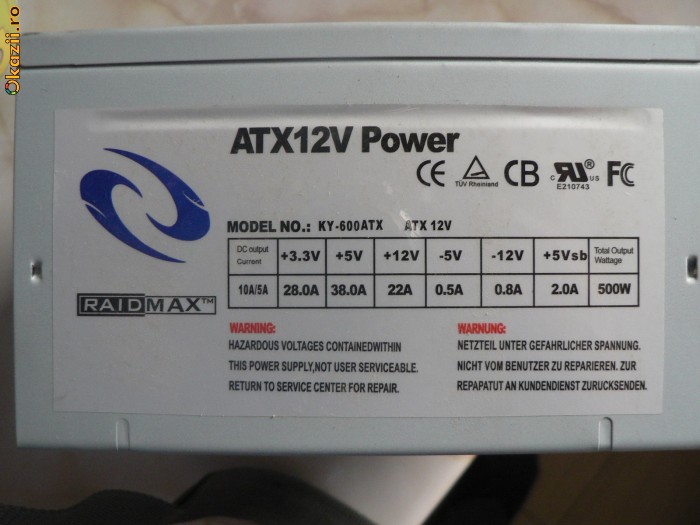 Okazii.ro
ATX12V Power
CE TÜV Rheinland CB c RU ® US E210743 FC
MODEL NO.: KY-600ATX ATX 12V
DC output Current +3.3V +5V +12V -5V -12V +5Vsb Total Output Wattage
10A/5A 28.0A 38.0A 22A 0.5A 0.8A 2.0A 500W
RAIDMAX™
WARNING:
HAZARDOUS VOLTAGES CONTAINEDWITHIN
THIS POWER SUPPLY,NOT USER SERVICEABLE.
RETURN TO SERVICE CENTER FOR REPAIR.
WARNUNG:
NETZTEIL UNTER GEFAHRLICHER SPANNUNG.
NICHT VOM BENUTZER ZU REPARIEREN. ZUR
REPAPATUT AN KUNDENDIENST ZURUCKSENDEN.